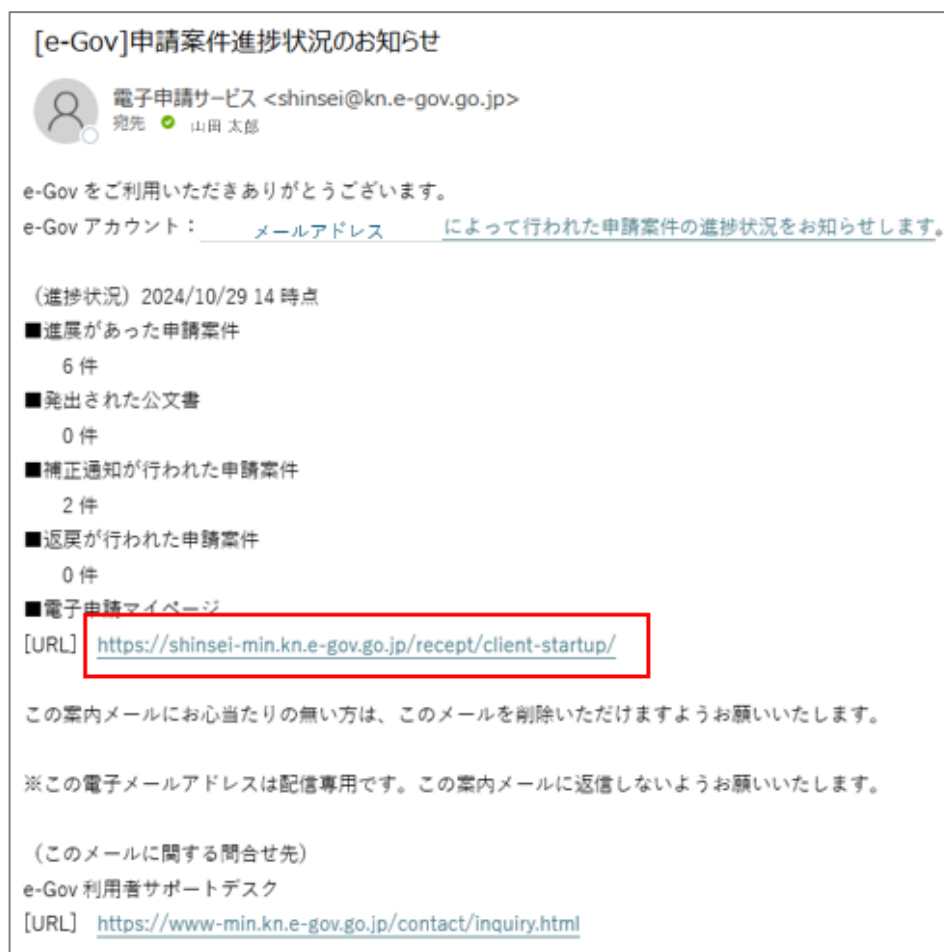 [e-Gov]申請案件進捗状況のお知らせ
電子申請サービス <shinsei@kn.e-gov.go.jp>
宛先 山田 太郎
e-Gov をご利用いただきありがとうございます。
e-Gov アカウント： メールアドレス によって行われた申請案件の進捗状況をお知らせします。
（進捗状況）2024/10/29 14 時点
■進展があった申請案件
6 件
■発出された公文書
0 件
■補正通知が行われた申請案件
2 件
■返戻が行われた申請案件
0 件
■電子申請マイページ
[URL] https://shinsei-min.kn.e-gov.go.jp/recept/client-startup/
この案内メールにお心当たりの無い方は、このメールを削除いただけますようお願いいたします。
※この電子メールアドレスは配信専用です。この案内メールに返信しないようお願いいたします。
（このメールに関する問合せ先）
e-Gov 利用者サポートデスク
[URL] https://www-min.kn.e-gov.go.jp/contact/inquiry.html